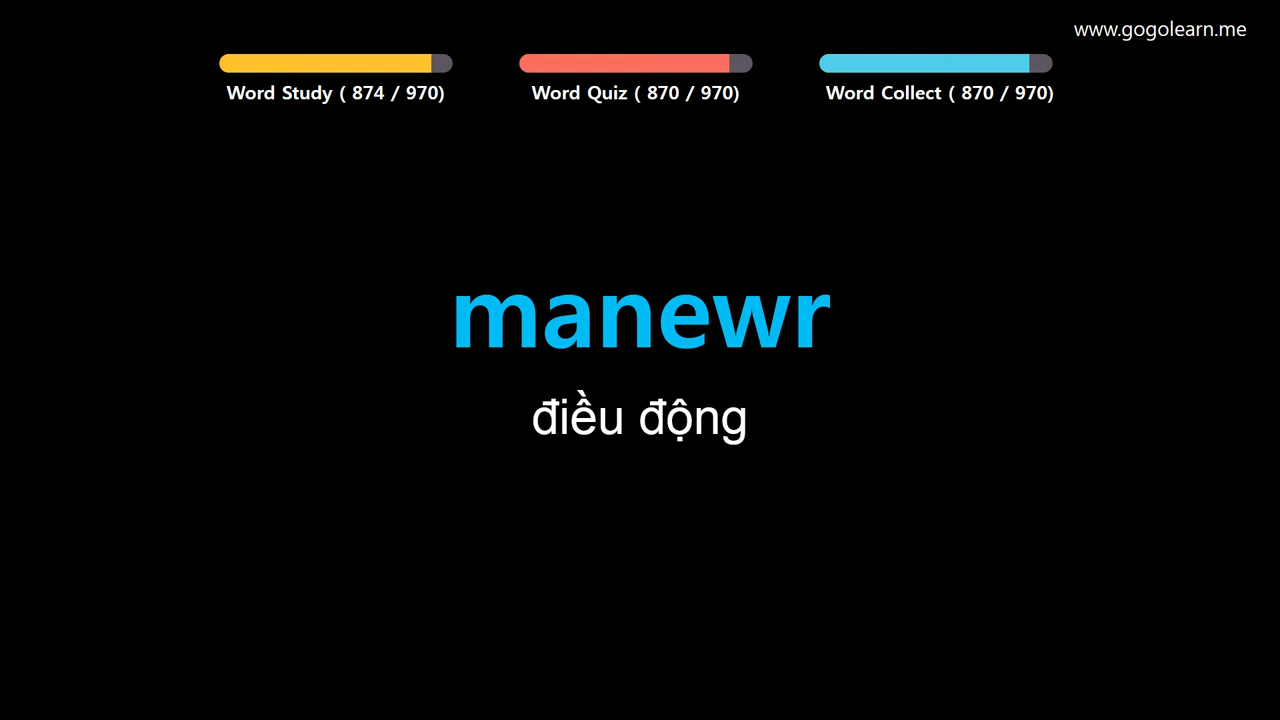 www.gogolearn.me
Word Study ( 874 / 970)
Word Quiz ( 870 / 970)
Word Collect ( 870 / 970)
manewr
điều động